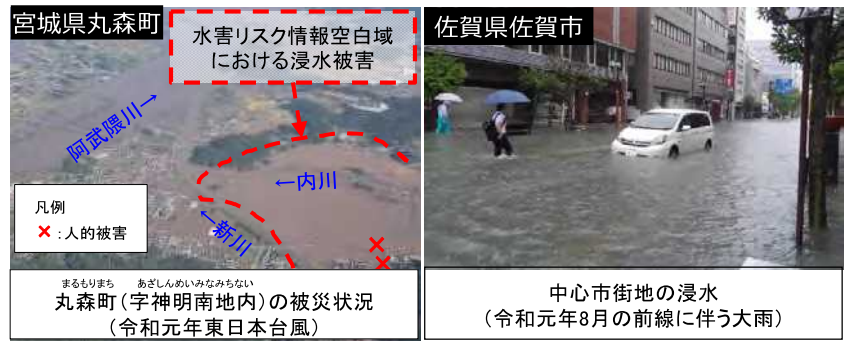 宮城県丸森町
水害リスク情報空白域
における浸水被害
阿武隈川→
←内川
←新川
凡例
×:人的被害
まるもりまち あざしんめいみなみちない
丸森町(字神明南地内)の被災状況
(令和元年東日本台風)
佐賀県佐賀市
中心市街地の浸水
(令和元年8月の前線に伴う大雨)